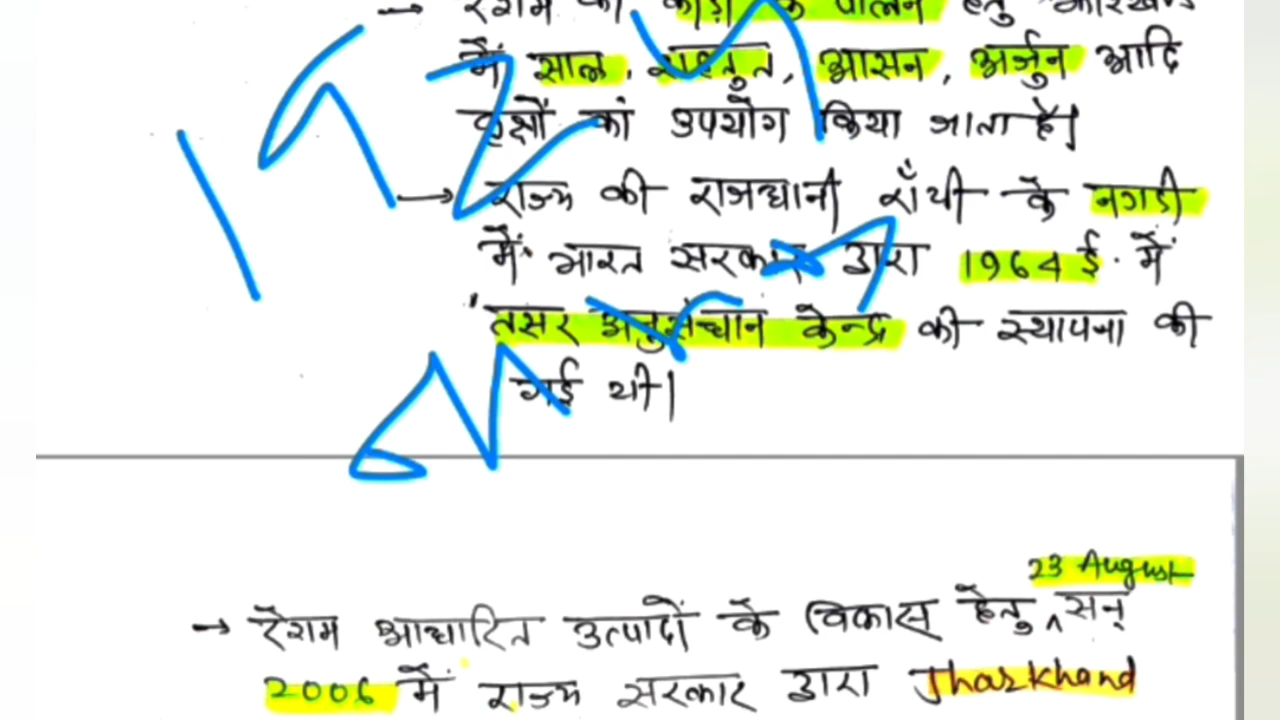 → रेशम की कीड़ों के पालन हेतु झारखण्ड
में साल, शहतूत, आसन, अर्जुन आदि
वृक्षों का उपयोग किया जाता है।
→ राज्य की राजधानी राँची के नगड़ी
में भारत सरकार द्वारा 1964 ई. में
तसर अनुसंधान केन्द्र की स्थापना की
गई थी।
23 August
→ रेशम आधारित उत्पादों के विकास हेतु ^ सन्
2006 में राज्य सरकार द्वारा Jharkhand